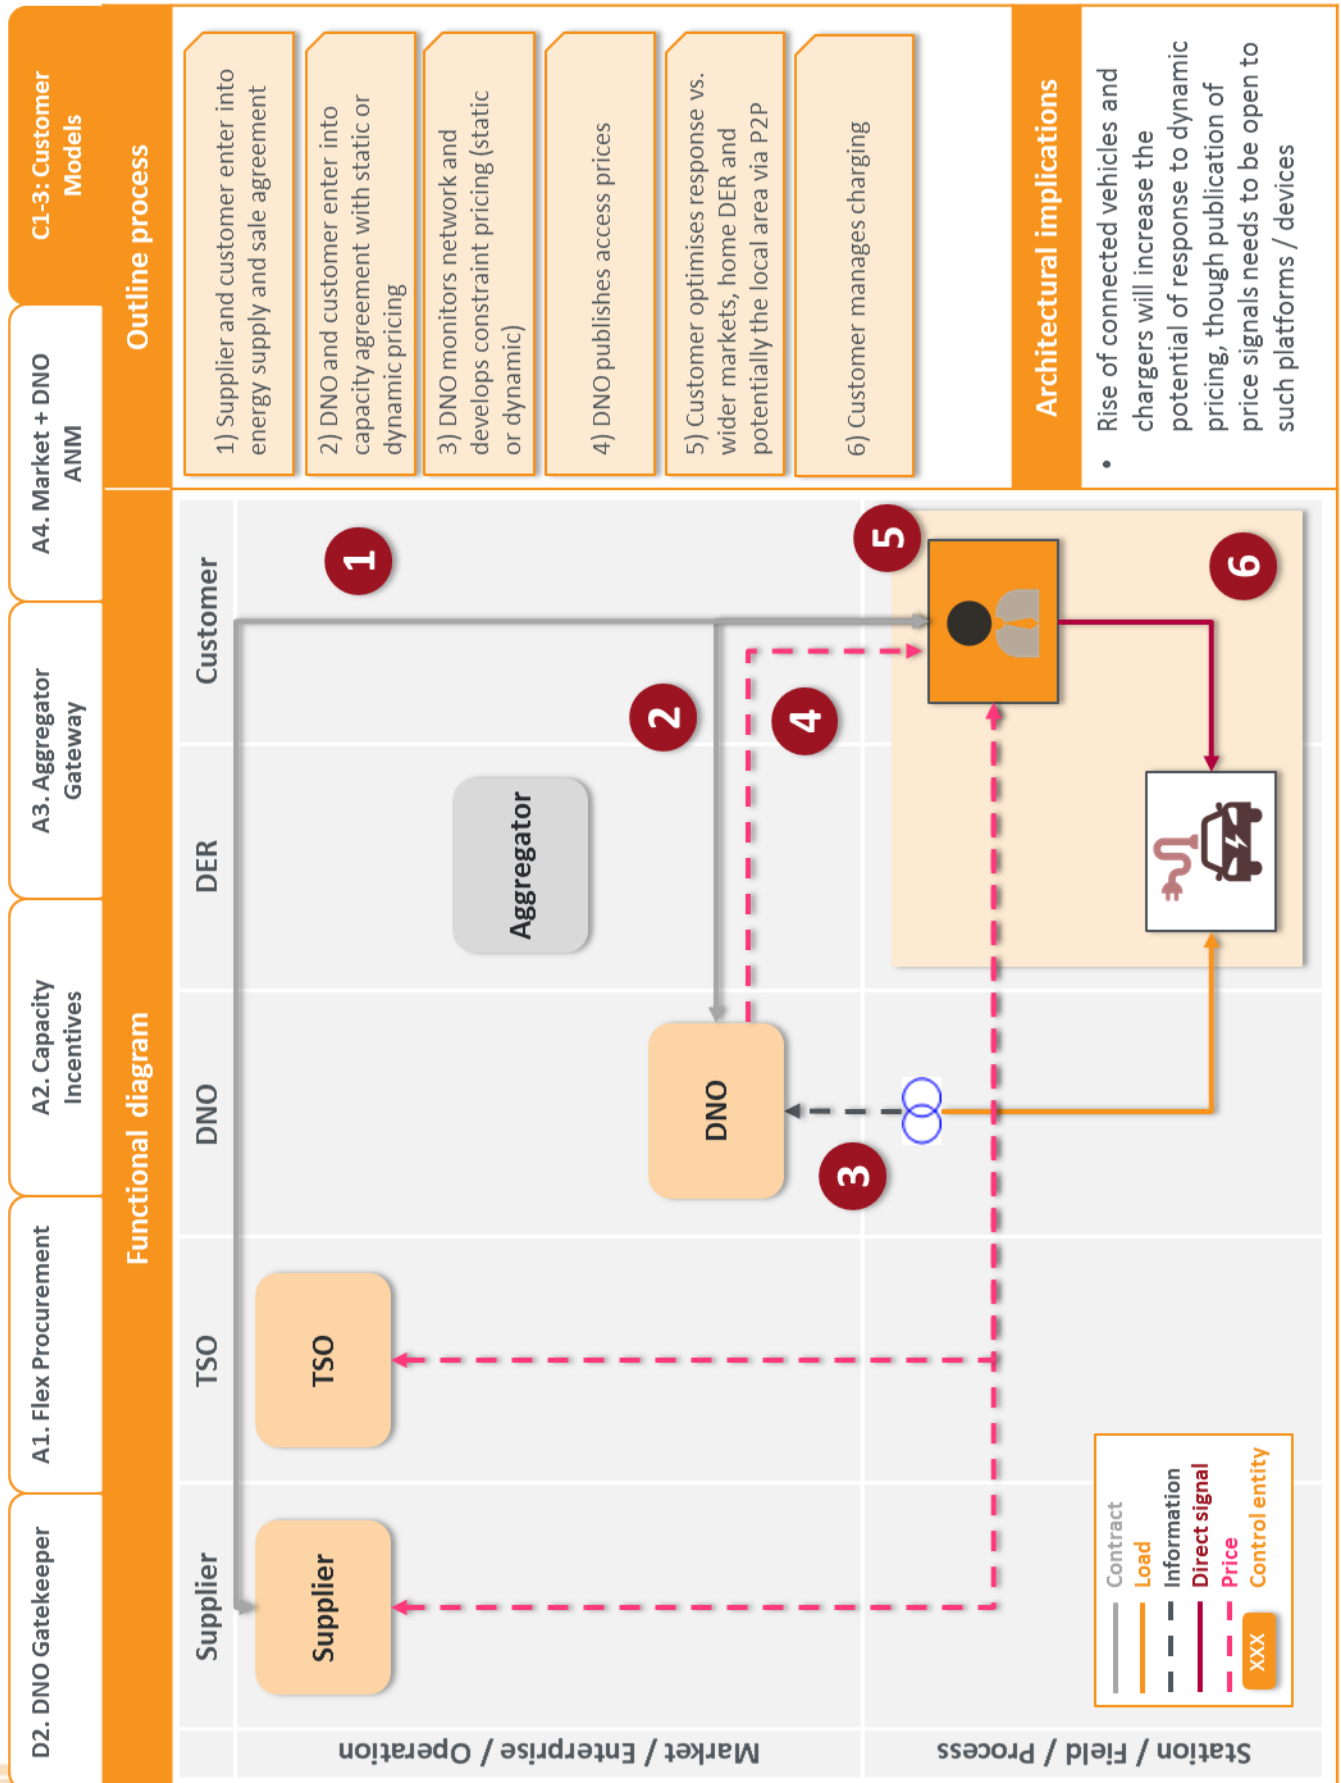 D2. DNO Gatekeeper
A1. Flex Procurement
A2. Capacity
Incentives
A3. Aggregator
Gateway
A4. Market + DNO
ANM
C1-3: Customer
Models
Functional diagram
Outline process
Supplier
TSO
DNO
DER
Customer
Market / Enterprise / Operation
Station / Field / Process
Supplier
TSO
DNO
Aggregator
1
2
3
4
5
6
Contract
Load
Information
Direct signal
Price
XXX
Control entity
1) Supplier and customer enter into
energy supply and sale agreement
2) DNO and customer enter into
capacity agreement with static or
dynamic pricing
3) DNO monitors network and
develops constraint pricing (static
or dynamic)
4) DNO publishes access prices
5) Customer optimises response vs.
wider markets, home DER and
potentially the local area via P2P
6) Customer manages charging
Architectural implications
• Rise of connected vehicles and
chargers will increase the
potential of response to dynamic
pricing, though publication of
price signals needs to be open to
such platforms / devices